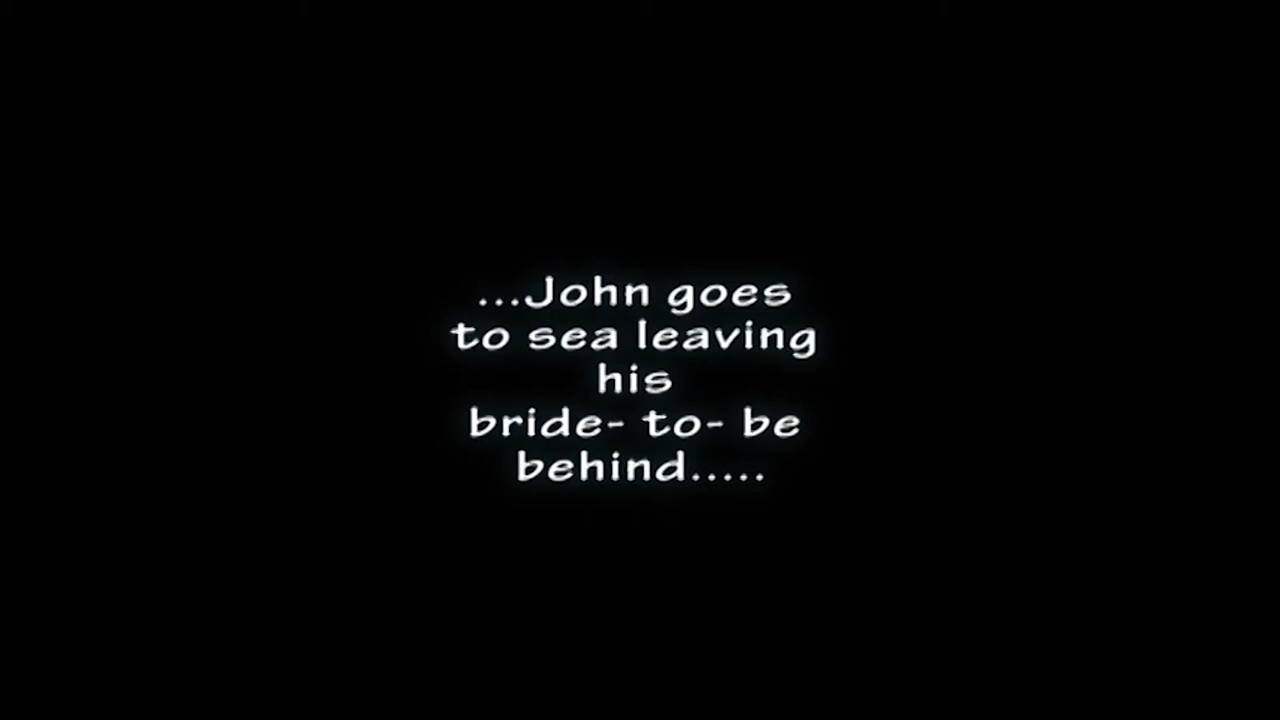 ...John goes
to sea leaving
his
bride- to- be
behind.....